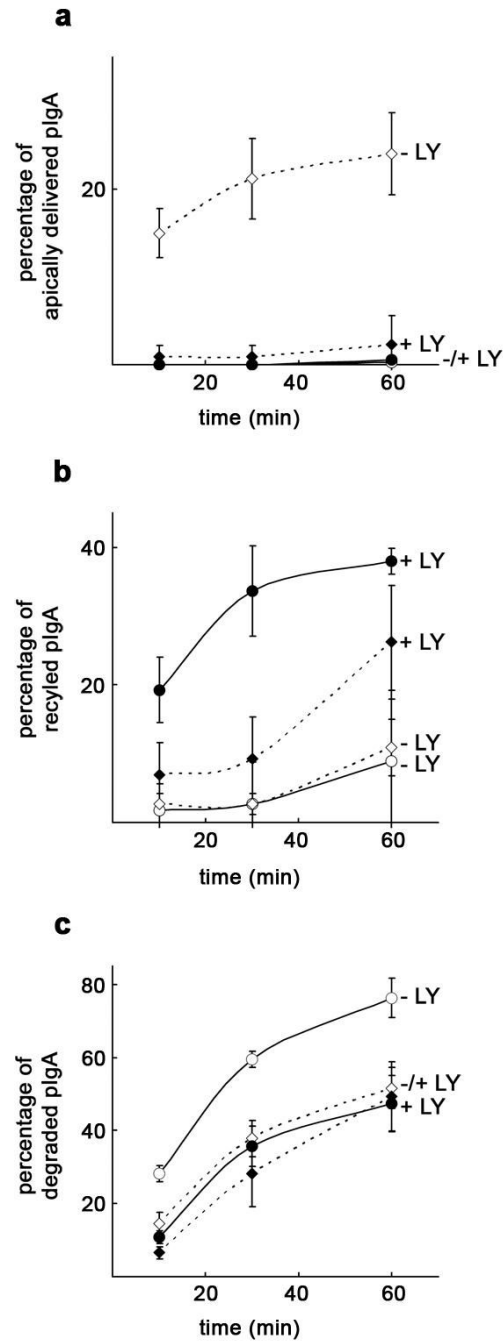 a
percentage of
apically delivered pIgA
20
- LY
+ LY
-/+ LY
20 40 60
time (min)
b
percentage of
recyled pIgA
40
20
+ LY
+ LY
- LY
- LY
20 40 60
time (min)
c
percentage of
degraded pIgA
80
60
40
20
- LY
-/+ LY
+ LY
20 40 60
time (min)